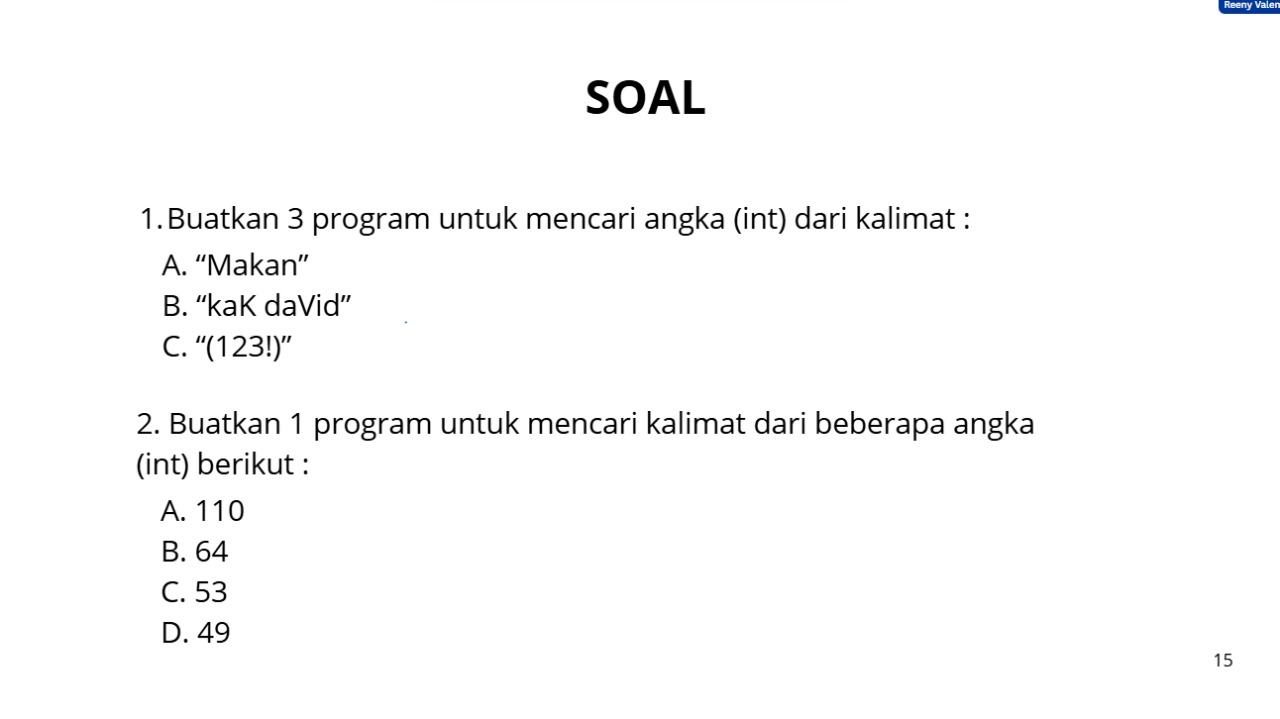 Reeny Valen
SOAL
1. Buatkan 3 program untuk mencari angka (int) dari kalimat :
A. “Makan”
B. “kaK daVid”
C. “(123!)”
2. Buatkan 1 program untuk mencari kalimat dari beberapa angka
(int) berikut :
A. 110
B. 64
C. 53
D. 49
15